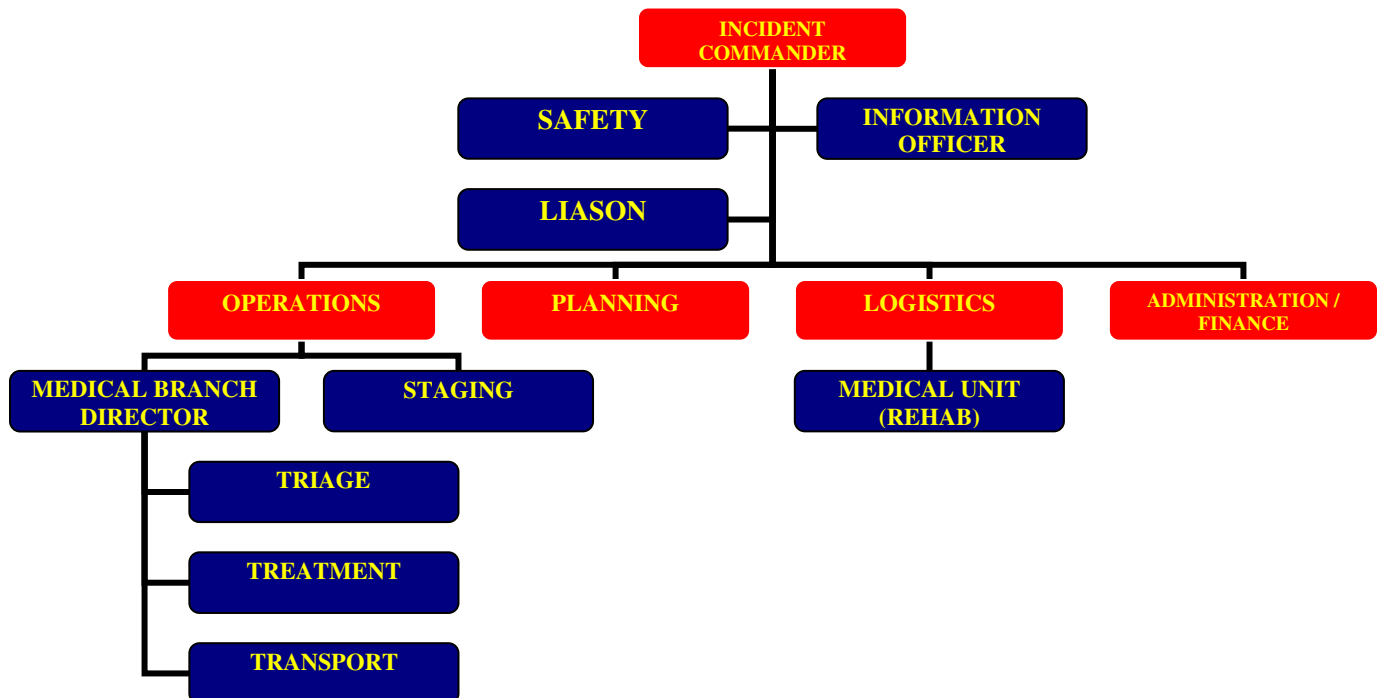 INCIDENT
COMMANDER
SAFETY
INFORMATION
OFFICER
LIASON
OPERATIONS
PLANNING
LOGISTICS
ADMINISTRATION /
FINANCE
MEDICAL BRANCH
DIRECTOR
STAGING
MEDICAL UNIT
(REHAB)
TRIAGE
TREATMENT
TRANSPORT